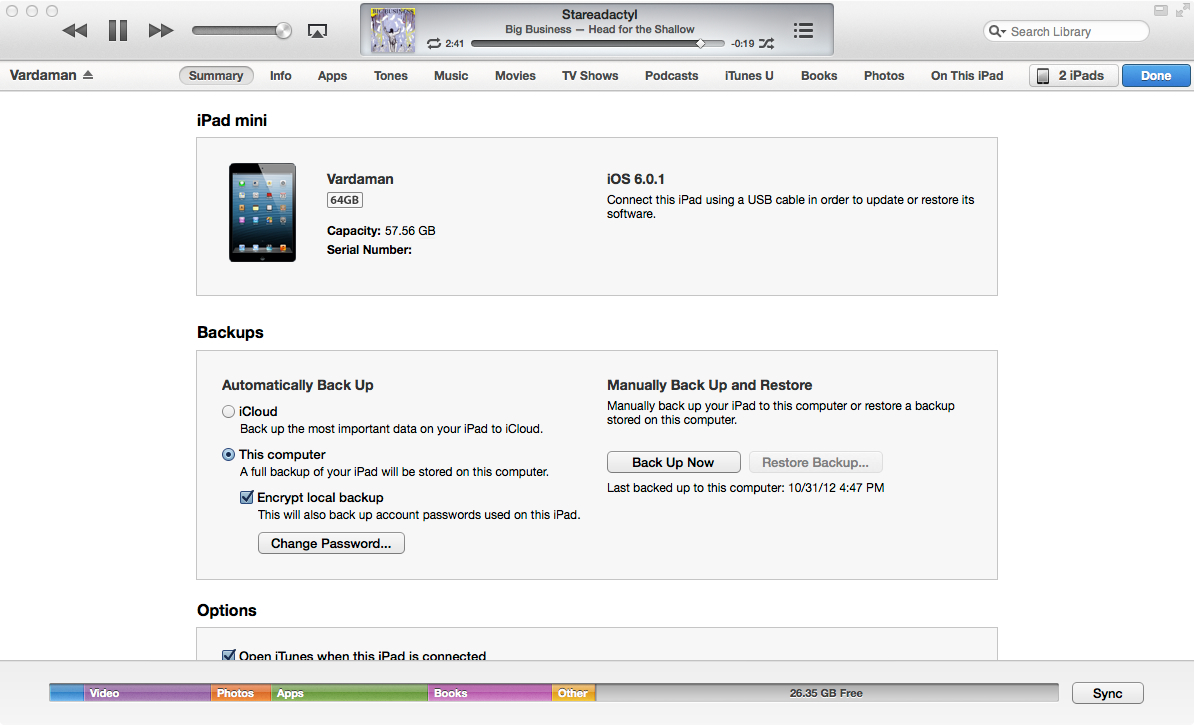 Stareadactyl
Big Business — Head for the Shallow
2:41
-0:19
Search Library
Vardaman
Summary
Info
Apps
Tones
Music
Movies
TV Shows
Podcasts
iTunes U
Books
Photos
On This iPad
2 iPads
Done
iPad mini
Vardaman
64GB
Capacity: 57.56 GB
Serial Number:
iOS 6.0.1
Connect this iPad using a USB cable in order to update or restore its
software.
Backups
Automatically Back Up
iCloud
Back up the most important data on your iPad to iCloud.
This computer
A full backup of your iPad will be stored on this computer.
Encrypt local backup
This will also back up account passwords used on this iPad.
Change Password...
Manually Back Up and Restore
Manually back up your iPad to this computer or restore a backup
stored on this computer.
Back Up Now
Restore Backup...
Last backed up to this computer: 10/31/12 4:47 PM
Options
Open iTunes when this iPad is connected
Video
Photos
Apps
Books
Other
26.35 GB Free
Sync